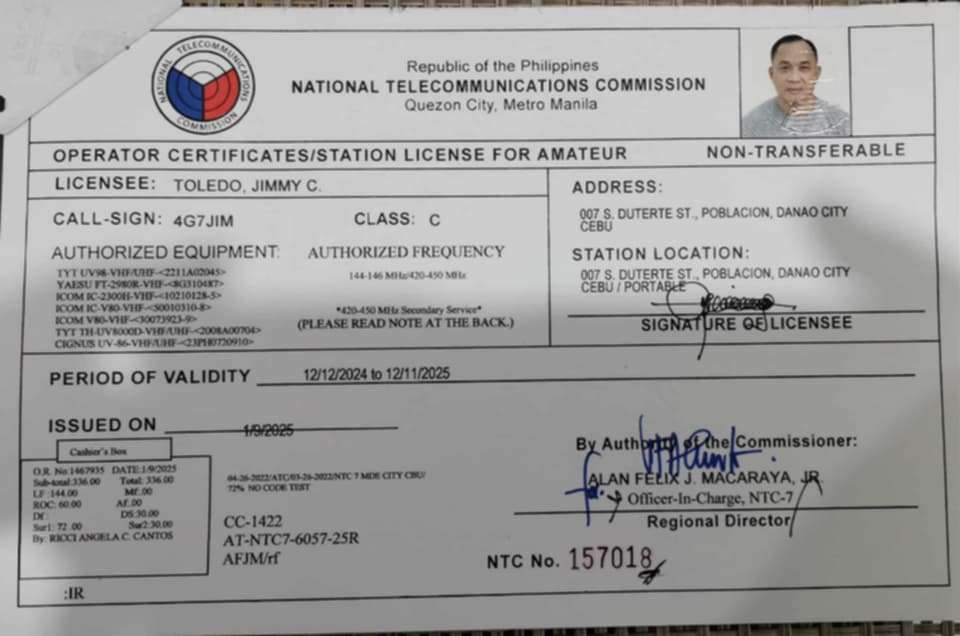 NATIONAL TELECOMMUNICATIONS COMMISSION
Republic of the Philippines
NATIONAL TELECOMMUNICATIONS COMMISSION
Quezon City, Metro Manila
OPERATOR CERTIFICATES/STATION LICENSE FOR AMATEUR NON-TRANSFERABLE
LICENSEE: TOLEDO, JIMMY C.
CALL-SIGN: 4G7JIM CLASS: C
AUTHORIZED EQUIPMENT: AUTHORIZED FREQUENCY
TYT UV98-VHF/UHF-<2211A02045>
YAESU FT-2980R-VHF-<8G310487>
ICOM IC-2300H-VHF-<10210128-5>
ICOM IC-V80-VHF-<50010310-8>
ICOM V80-VHF-<30073923-9>
TYT TH-UV8000D-VHF/UHF-<2008A00704>
CIGNUS UV-86-VHF/UHF-<23PH0720910>
144-146 MHz/420-450 MHz
*420-450 MHz Secondary Service*
(PLEASE READ NOTE AT THE BACK.)
ADDRESS:
007 S. DUTERTE ST., POBLACION, DANAO CITY
CEBU
STATION LOCATION:
007 S. DUTERTE ST., POBLACION, DANAO CITY
CEBU / PORTABLE
SIGNATURE OF LICENSEE
PERIOD OF VALIDITY 12/12/2024 to 12/11/2025
ISSUED ON 1/9/2025
Cashier's Box
O.R. No:1467935 DATE:1/9/2025
Sub-total:336.00 Total: 336.00
LF :144.00 Mf:.00
ROC: 60.00 Af:.00
Df : DS:30.00
Sur1: 72 .00 Sur2:30.00
By: RICCI ANGELA C. CANTOS
04-26-2022/ATC/03-26-2022/NTC 7 MDE CITY CBU/
72% NO CODE TEST
CC-1422
AT-NTC7-6057-25R
AFJM/rf
By Authority of the Commissioner:
ALAN FELIX J. MACARAYA, JR.
Officer-In-Charge, NTC-7
Regional Director
NTC No. 157018
:IR